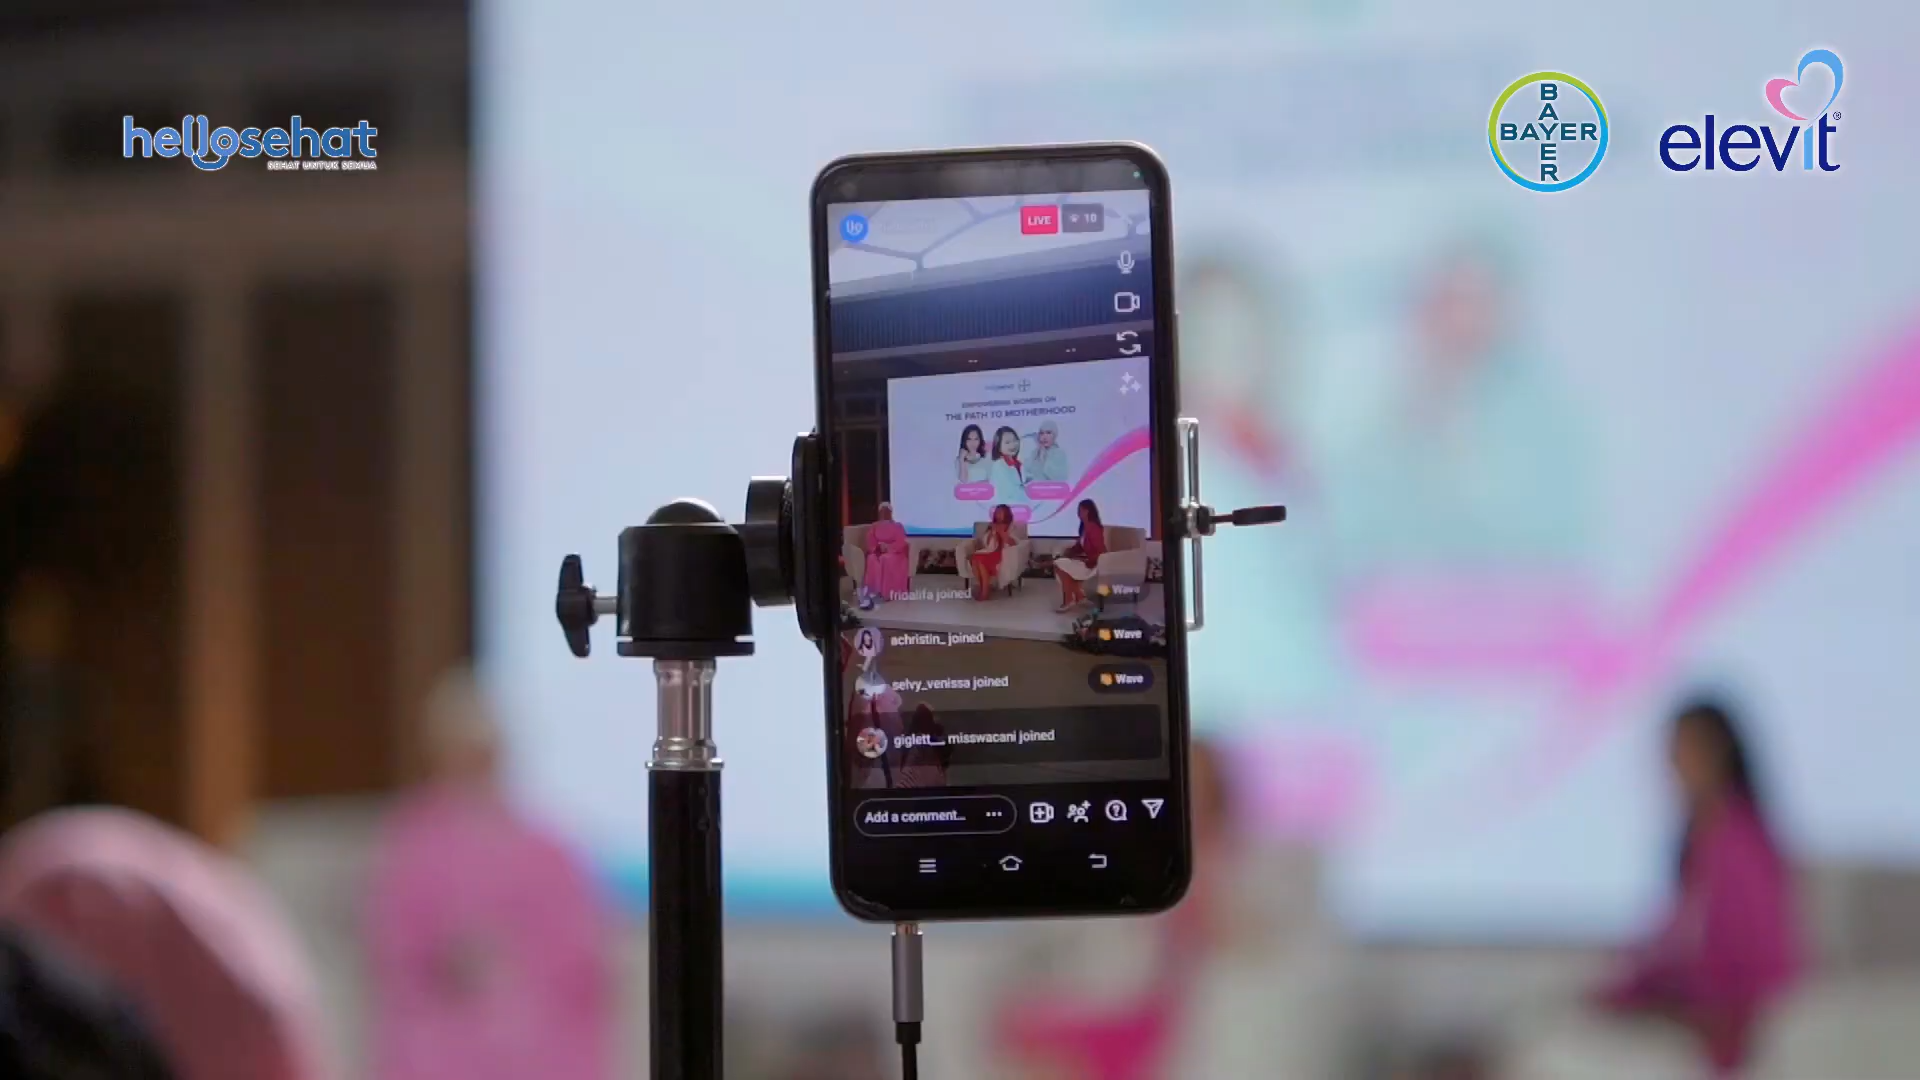 hellosehat
SEHAT UNTUK SEMUA
BAYER
BAYER
elevit®
LIVE
10
EMPOWERING WOMEN ON
THE PATH TO MOTHERHOOD
fridalifa joined
Wave
achristin_ joined
Wave
selvy_venissa joined
Wave
giglett__ misswacani joined
Add a comment...